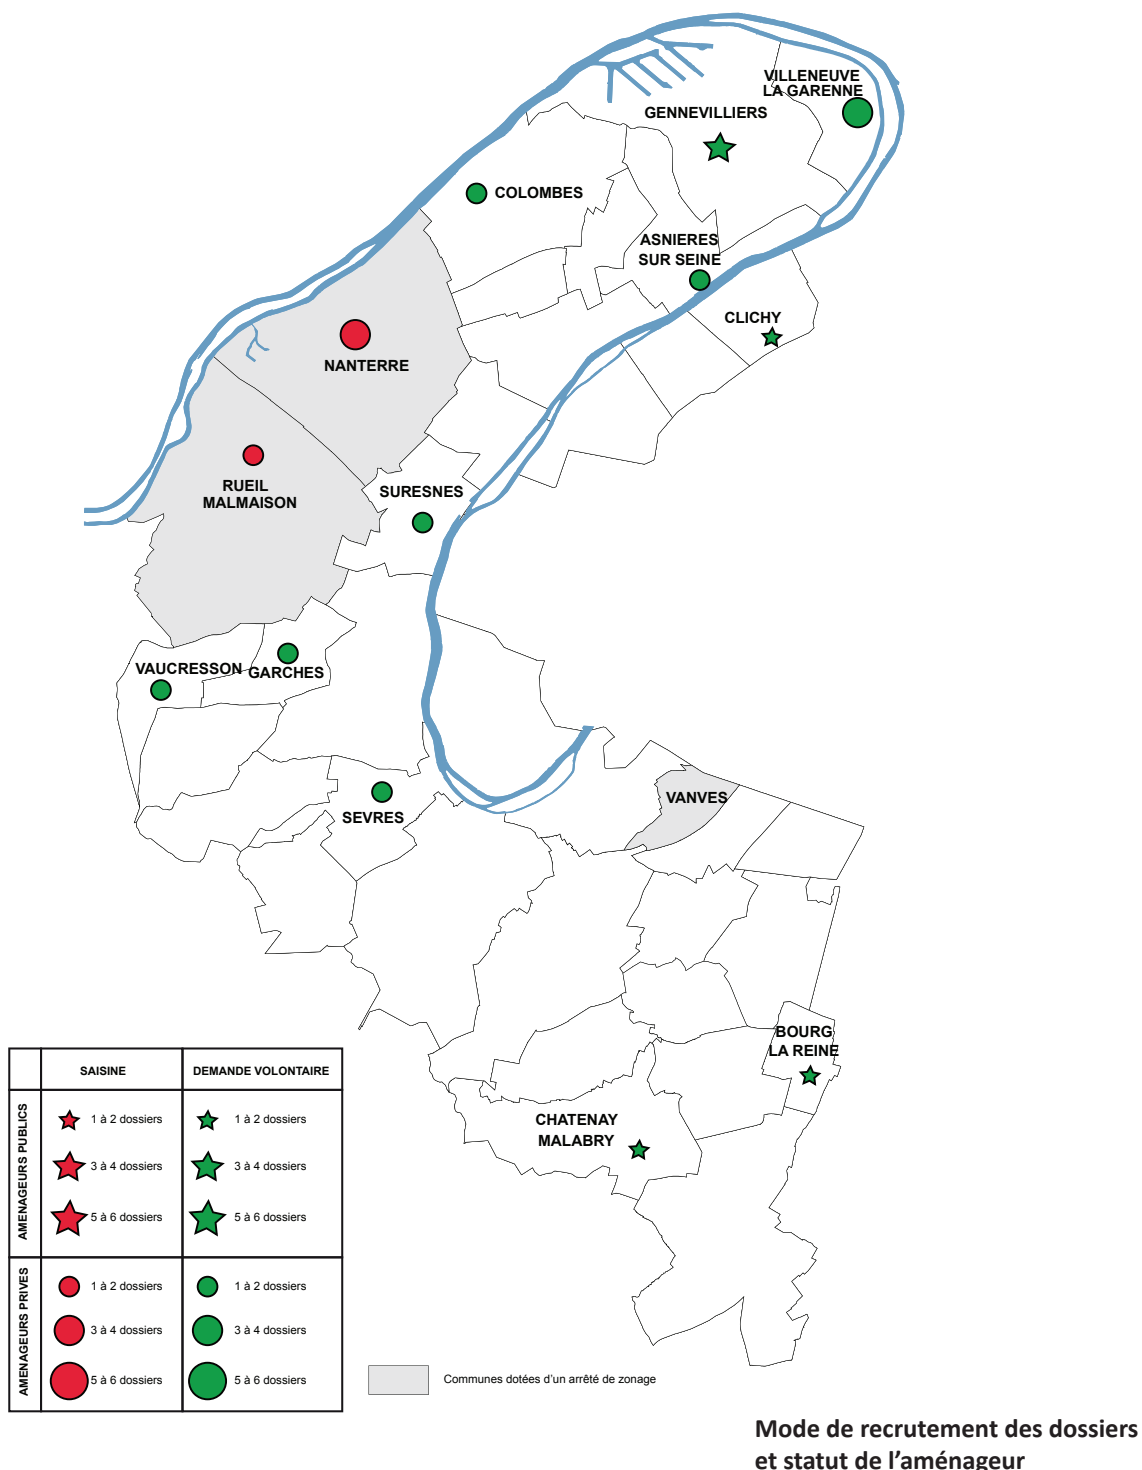 VILLENEUVE
LA GARENNE
GENNEVILLIERS
COLOMBES
ASNIERES
SUR SEINE
CLICHY
NANTERRE
RUEIL
MALMAISON
SURESNES
VAUCRESSON
GARCHES
SEVRES
VANVES
BOURG
LA REINE
CHATENAY
MALABRY
SAISINE
DEMANDE VOLONTAIRE
AMENAGEURS PUBLICS
1 à 2 dossiers
1 à 2 dossiers
3 à 4 dossiers
3 à 4 dossiers
5 à 6 dossiers
5 à 6 dossiers
AMENAGEURS PRIVES
1 à 2 dossiers
1 à 2 dossiers
3 à 4 dossiers
3 à 4 dossiers
5 à 6 dossiers
5 à 6 dossiers
Communes dotées d'un arrêté de zonage
Mode de recrutement des dossiers
et statut de l'aménageur